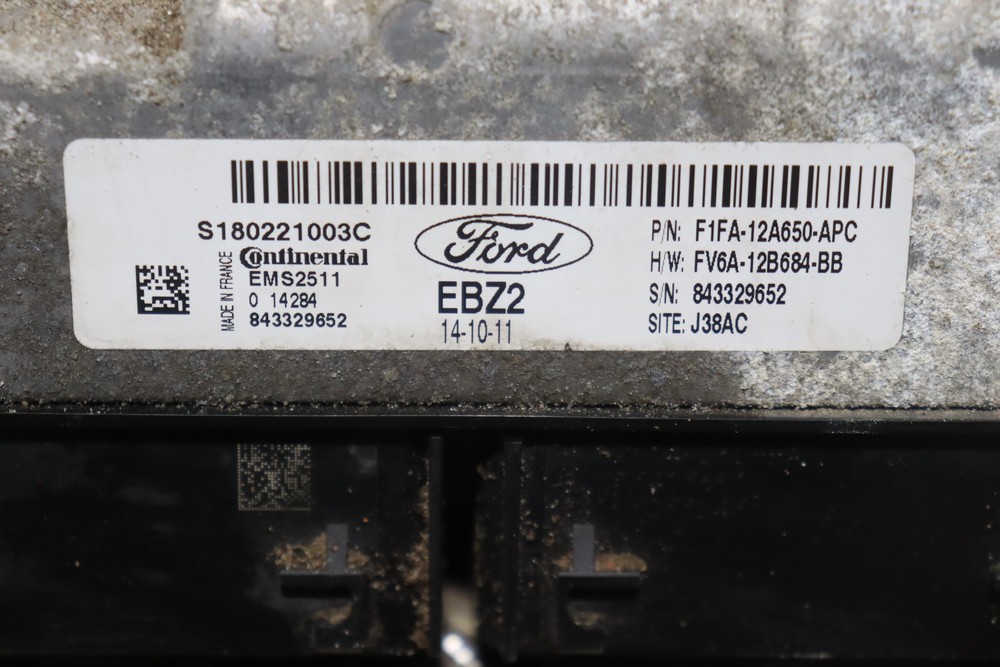 S180221003C
Continental
EMS2511
0 14284
843329652
MADE IN FRANCE
Ford
EBZ2
14-10-11
P/N: F1FA-12A650-APC
H/W: FV6A-12B684-BB
S/N: 843329652
SITE: J38AC